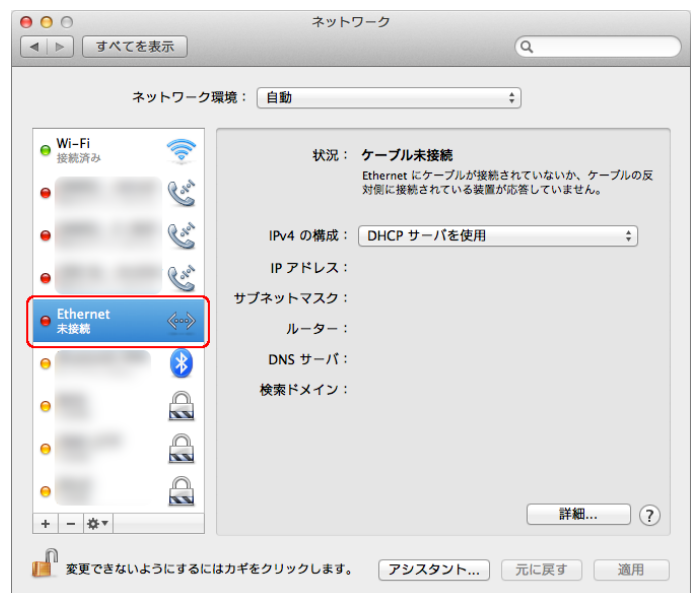 ネットワーク
すべてを表示
ネットワーク環境： 自動
Wi-Fi
接続済み
Ethernet
未接続
状況： ケーブル未接続
Ethernet にケーブルが接続されていないか、ケーブルの反
対側に接続されている装置が応答していません。
IPv4 の構成： DHCP サーバを使用
IP アドレス：
サブネットマスク：
ルーター：
DNS サーバ：
検索ドメイン：
詳細...
?
変更できないようにするにはカギをクリックします。
アシスタント... 元に戻す 適用